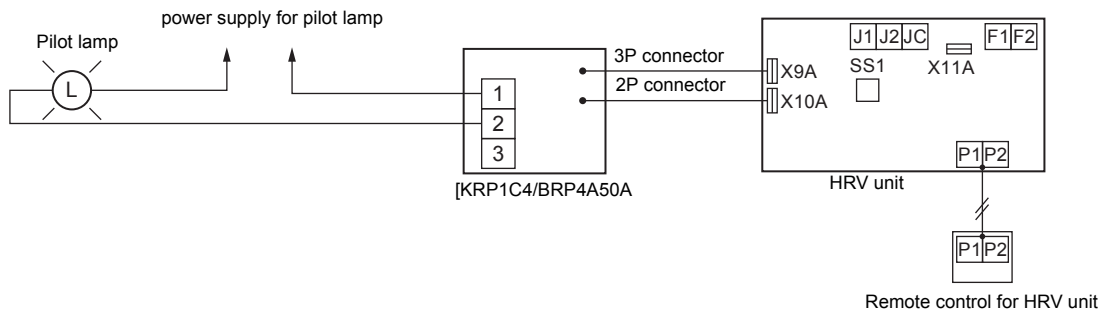 power supply for pilot lamp
Pilot lamp
L
1
2
3
[KRP1C4/BRP4A50A
3P connector
2P connector
X9A
X10A
J1 J2 JC
SS1
X11A
F1 F2
P1 P2
HRV unit
P1 P2
Remote control for HRV unit